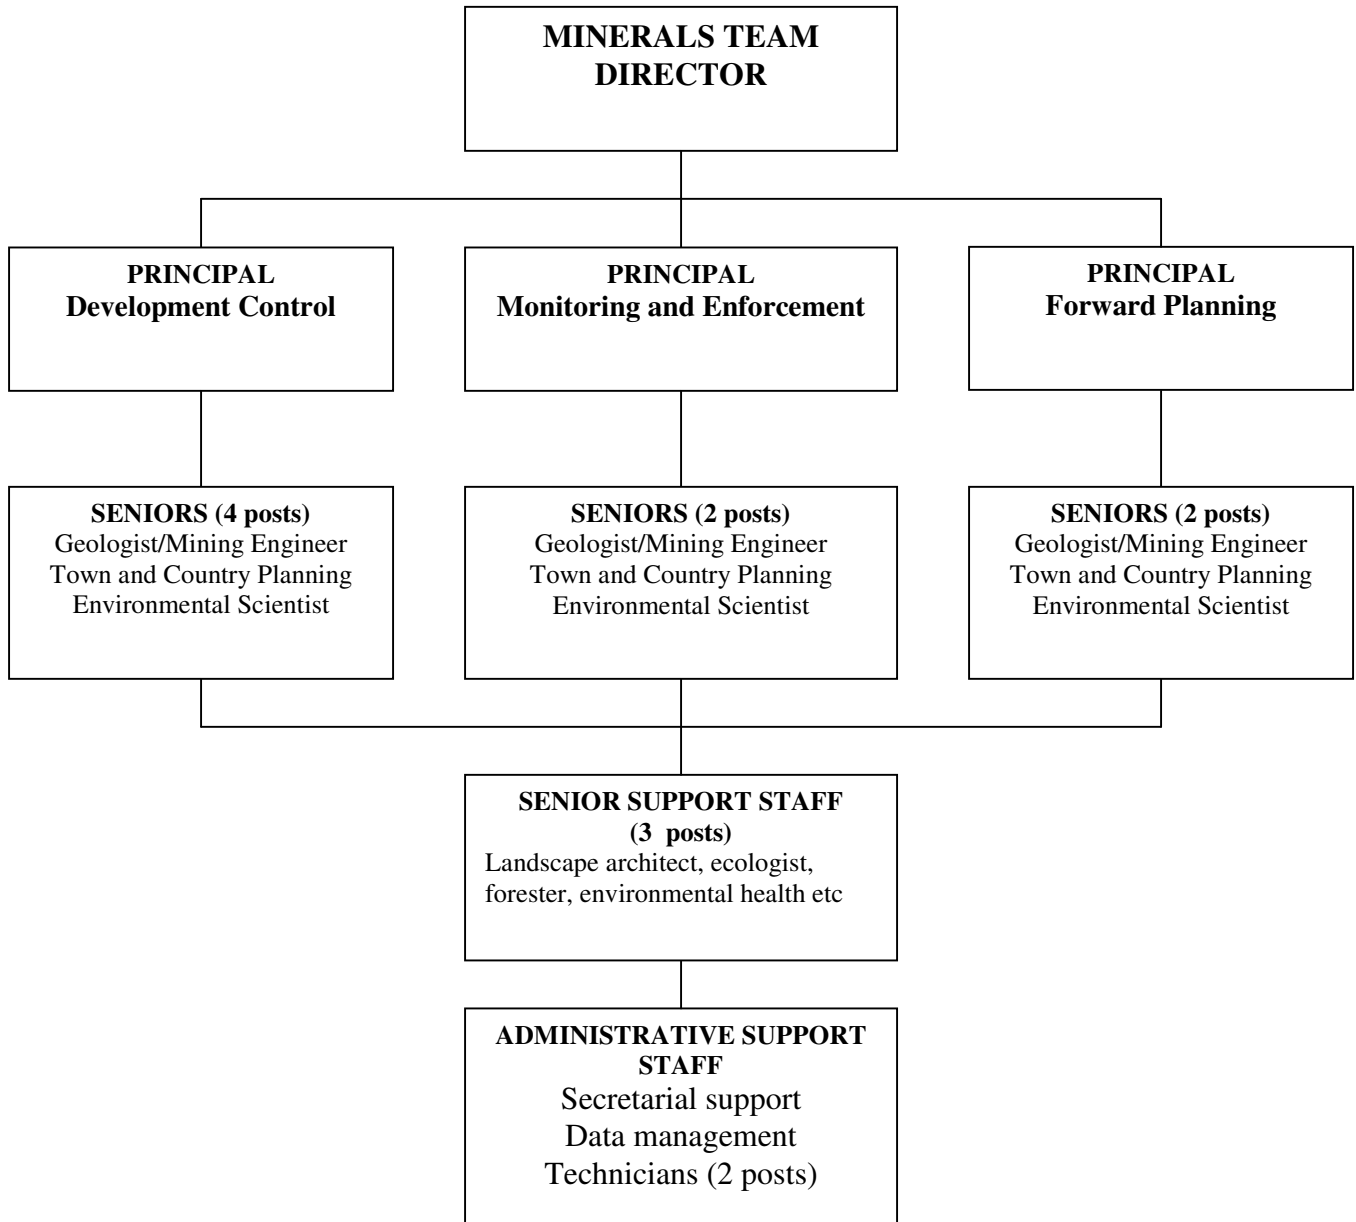 MINERALS TEAM
DIRECTOR
PRINCIPAL
Development Control
PRINCIPAL
Monitoring and Enforcement
PRINCIPAL
Forward Planning
SENIORS (4 posts)
Geologist/Mining Engineer
Town and Country Planning
Environmental Scientist
SENIORS (2 posts)
Geologist/Mining Engineer
Town and Country Planning
Environmental Scientist
SENIORS (2 posts)
Geologist/Mining Engineer
Town and Country Planning
Environmental Scientist
SENIOR SUPPORT STAFF
(3 posts)
Landscape architect, ecologist,
forester, environmental health etc
ADMINISTRATIVE SUPPORT
STAFF
Secretarial support
Data management
Technicians (2 posts)